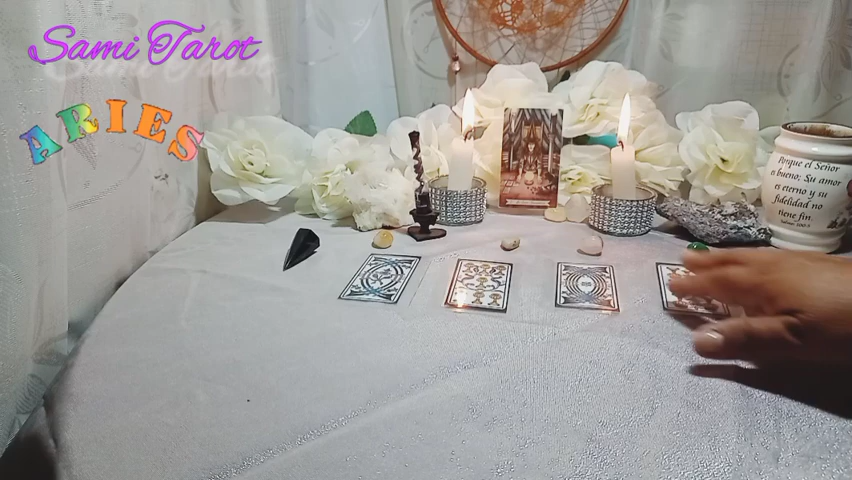 Sami Tarot
ARIES
Porque el Señor
es bueno; Su amor
es eterno y su
fidelidad no
tiene fin.